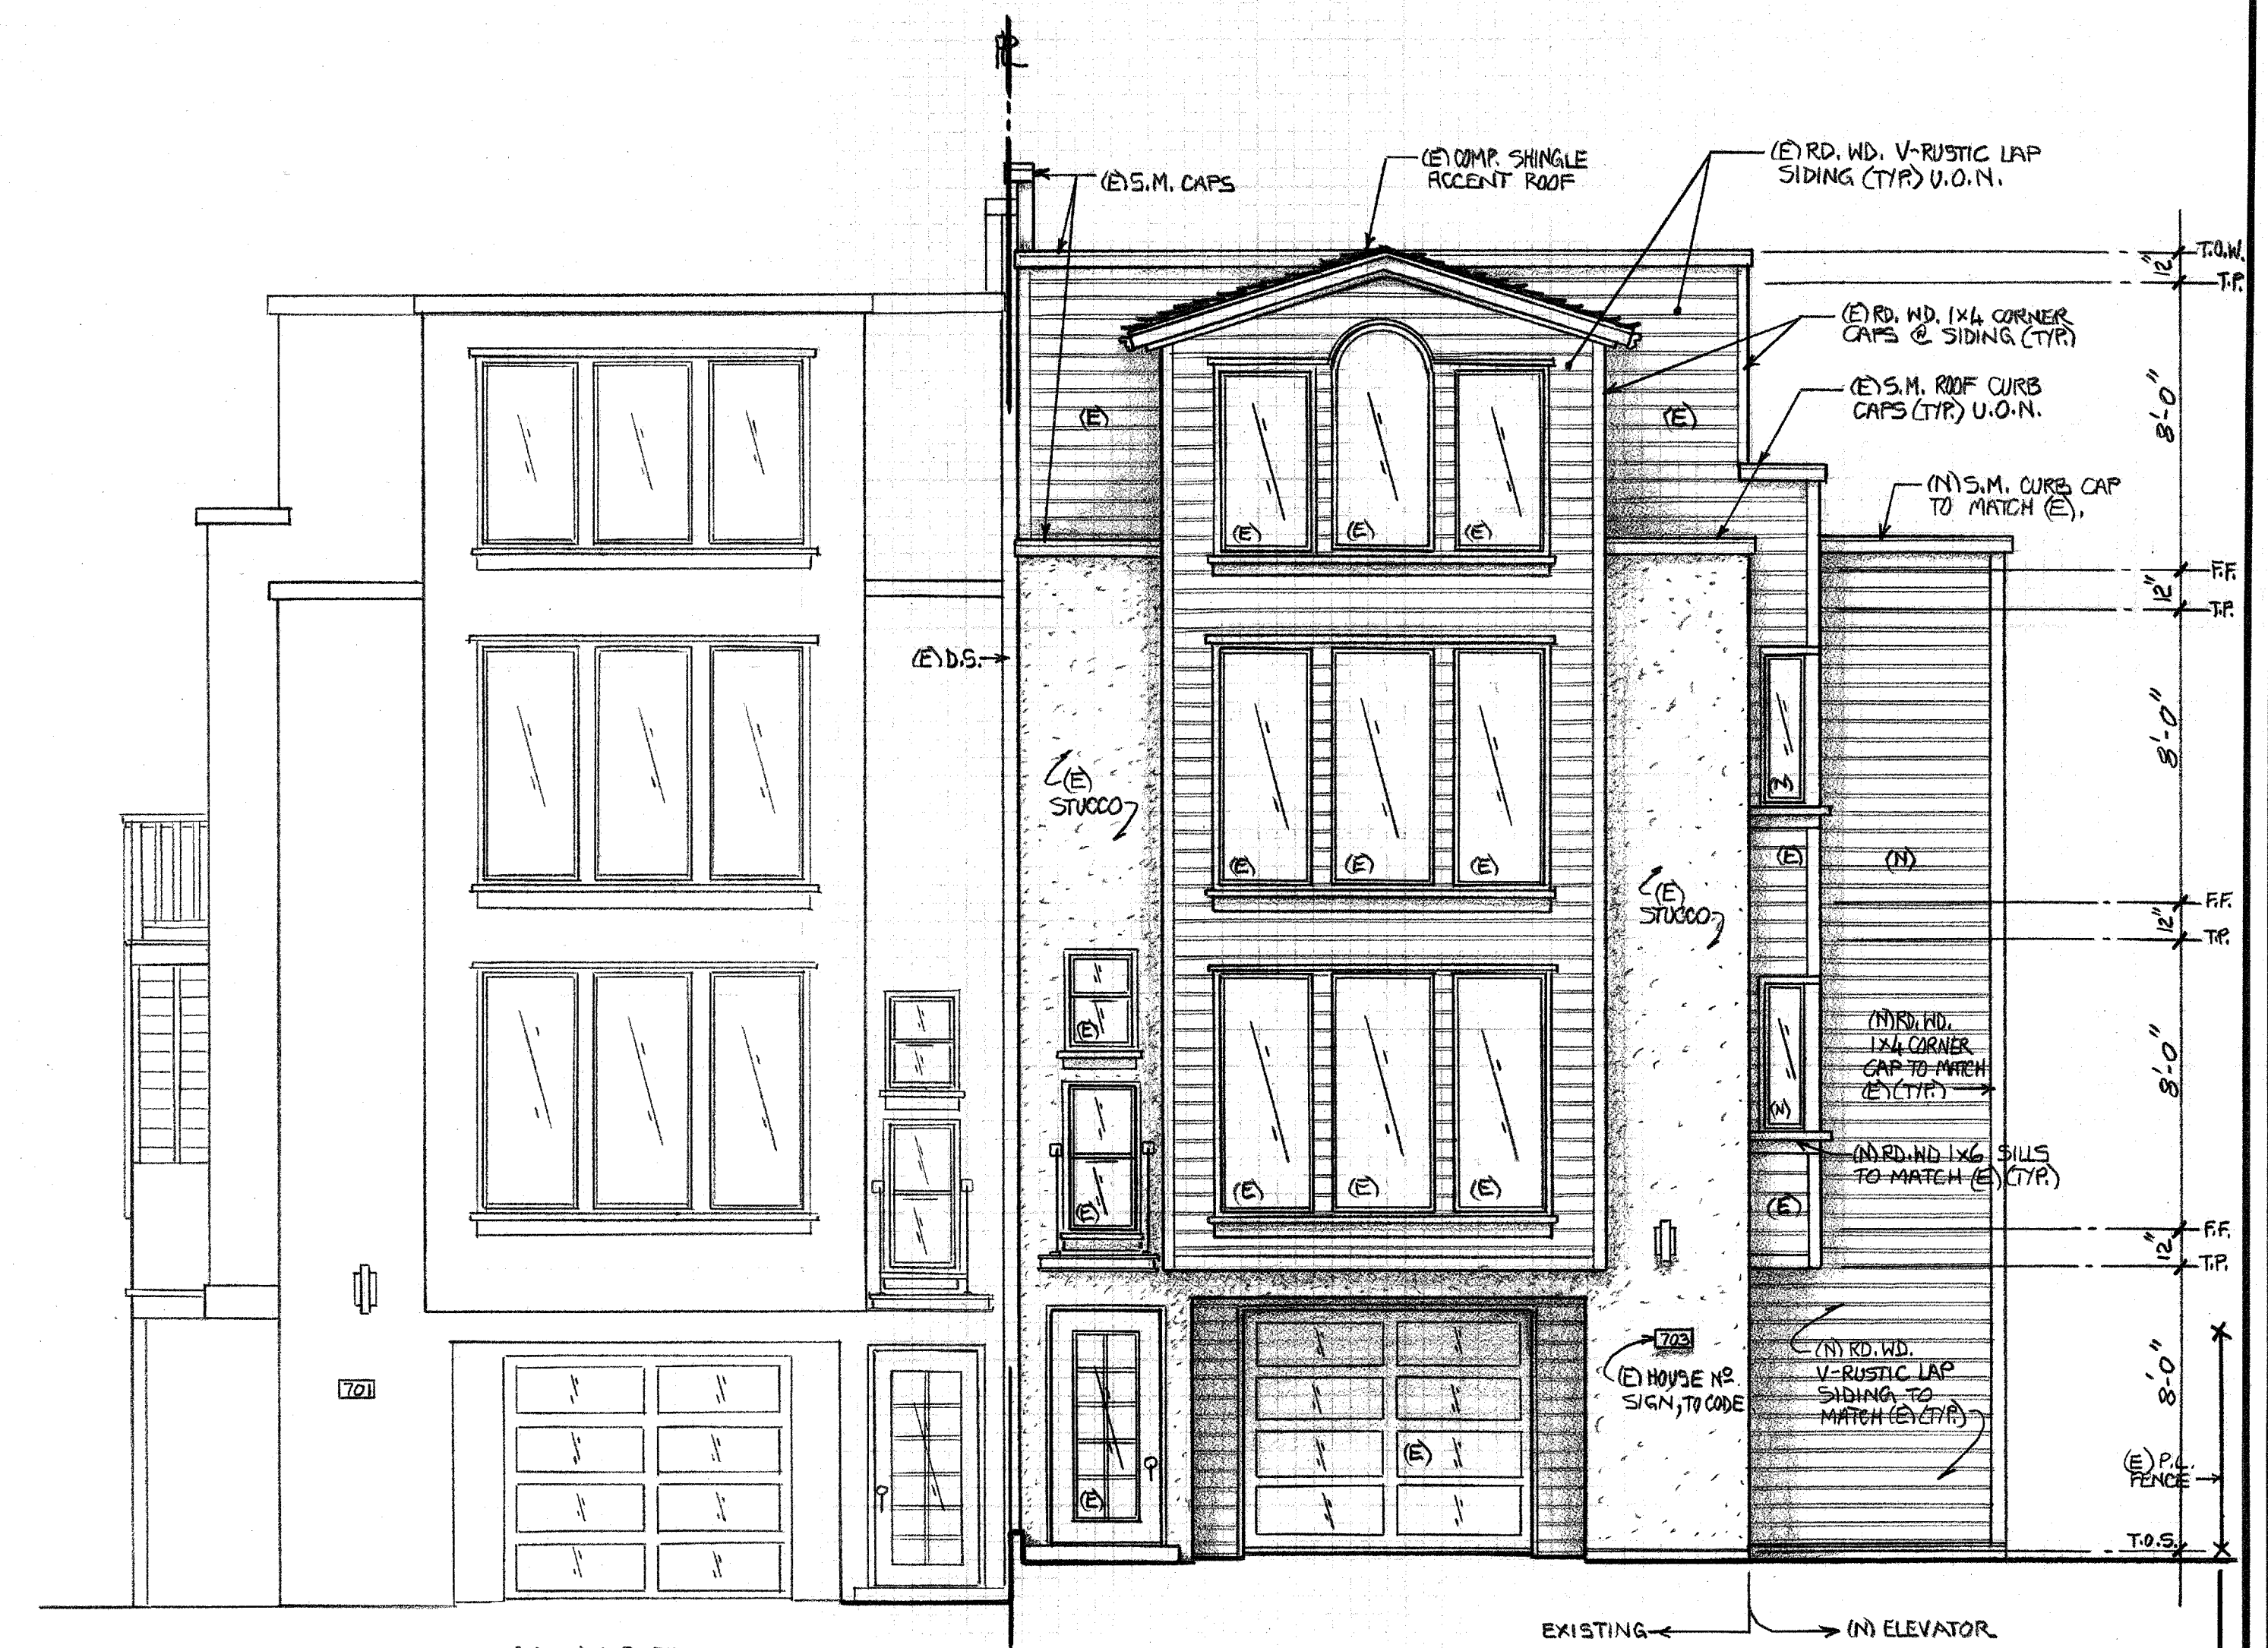 PL
(E) S.M. CAPS
(E) COMP. SHINGLE
ACCENT ROOF
(E) RD. WD. V-RUSTIC LAP
SIDING (TYP.) U.O.N.
T.O.W.
12"
T.P.
(E) RD. WD. 1X4 CORNER
CAPS @ SIDING (TYP.)
(E) S.M. ROOF CURB
CAPS (TYP.) U.O.N.
8'-0"
(E)
(E)
(N) S.M. CURB CAP
TO MATCH (E).
(E)
(E)
(E)
F.F.
12"
T.P.
(E) D.S.
8'-0"
(E)
STUCCO
(N)
(E)
(E)
(E)
(E)
(N)
(E)
STUCCO
F.F.
12"
T.P.
(E)
(N) RD. WD.
1X4 CORNER
CAP TO MATCH
(E) (TYP.)
8'-0"
(N)
(N) RD. WD 1X6 SILLS
TO MATCH (E) (TYP.)
(E)
(E)
(E)
(E)
(E)
F.F.
12"
T.P.
703
(E) HOUSE Nº
SIGN, TO CODE
(N) RD. WD.
V-RUSTIC LAP
SIDING TO
MATCH (E) (TYP.)
8'-0"
701
(E)
(E)
(E) P.L.
FENCE
T.O.S.
EXISTING
(N) ELEVATOR